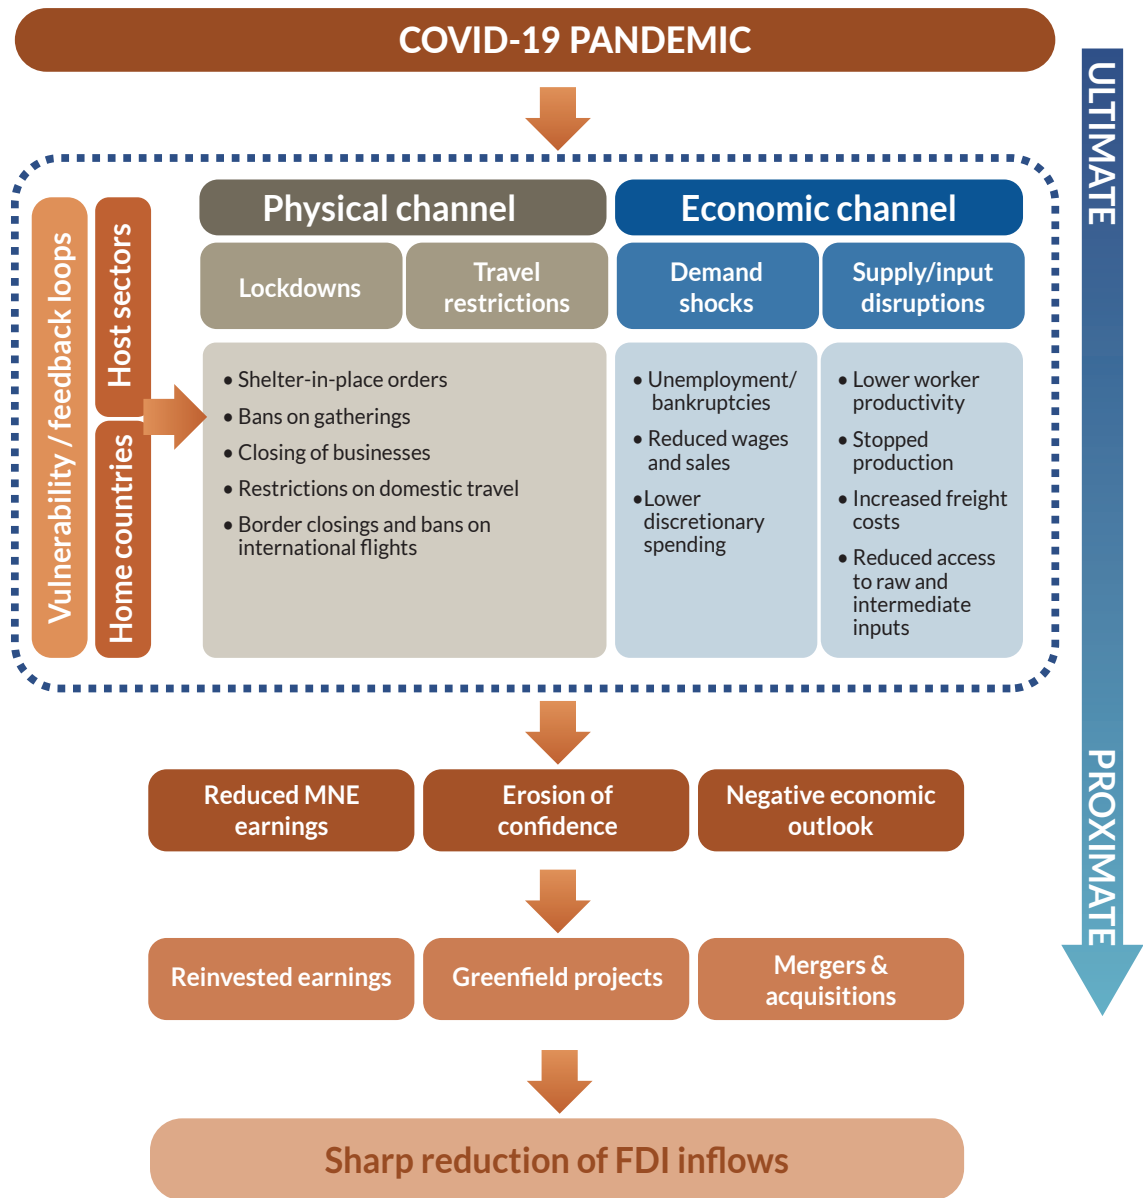 COVID-19 PANDEMIC
ULTIMATE
PROXIMATE
Vulnerability / feedback loops
Host sectors
Home countries
Physical channel
Lockdowns
Travel
restrictions
• Shelter-in-place orders
• Bans on gatherings
• Closing of businesses
• Restrictions on domestic travel
• Border closings and bans on
international flights
Economic channel
Demand
shocks
• Unemployment/
bankruptcies
• Reduced wages
and sales
•Lower
discretionary
spending
Supply/input
disruptions
• Lower worker
productivity
• Stopped
production
• Increased freight
costs
• Reduced access
to raw and
intermediate
inputs
Reduced MNE
earnings
Erosion of
confidence
Negative economic
outlook
Reinvested earnings
Greenfield projects
Mergers &
acquisitions
Sharp reduction of FDI inflows